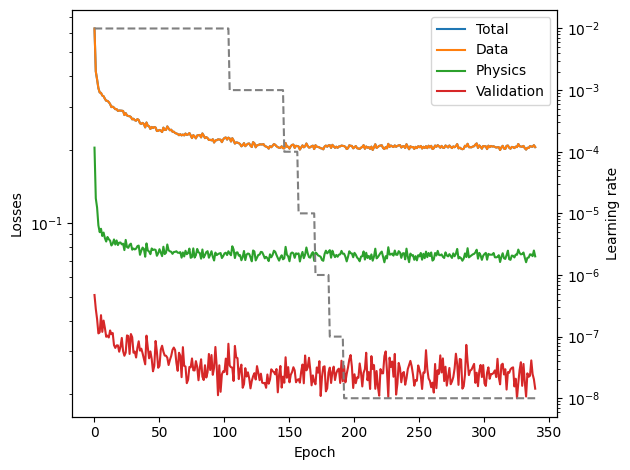 Total
Data
Physics
Validation
Losses
10⁻¹
Learning rate
10⁻²
10⁻³
10⁻⁴
10⁻⁵
10⁻⁶
10⁻⁷
10⁻⁸
0 50 100 150 200 250 300 350
Epoch